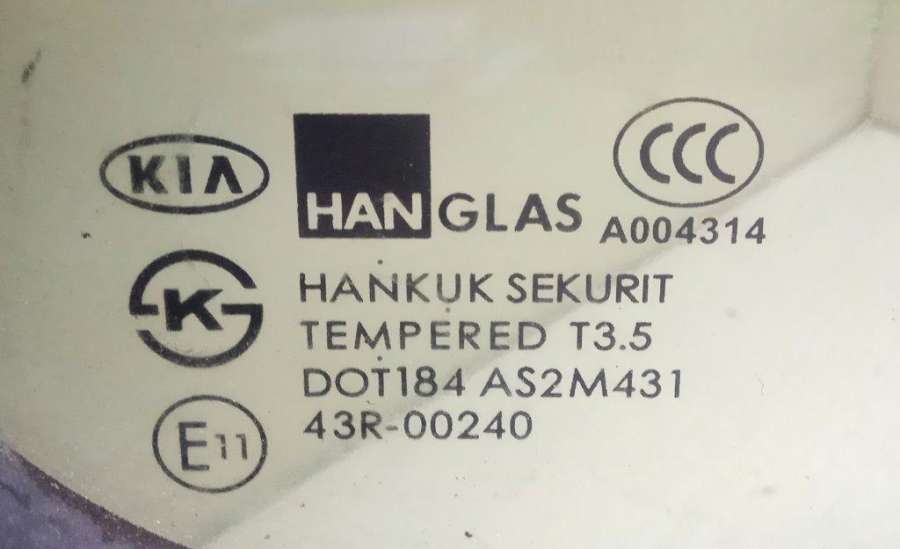 KIA
HANGLAS
CCC
A004314
K
HANKUK SEKURIT
TEMPERED T3.5
DOT184 AS2M431
E11
43R-00240